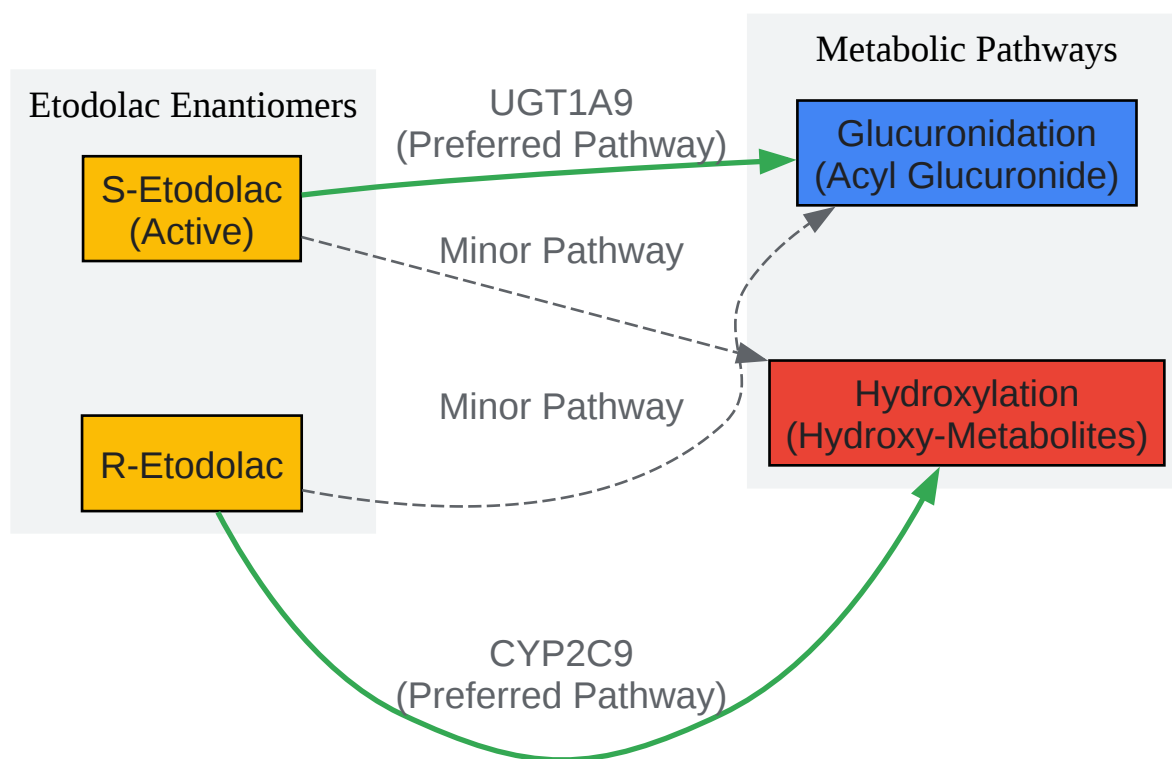 Metabolic Pathways
Etodolac Enantiomers
UGT1A9
(Preferred Pathway)
Glucuronidation
(Acyl Glucuronide)
S-Etodolac
(Active)
Minor Pathway
Hydroxylation
(Hydroxy-Metabolites)
Minor Pathway
R-Etodolac
CYP2C9
(Preferred Pathway)